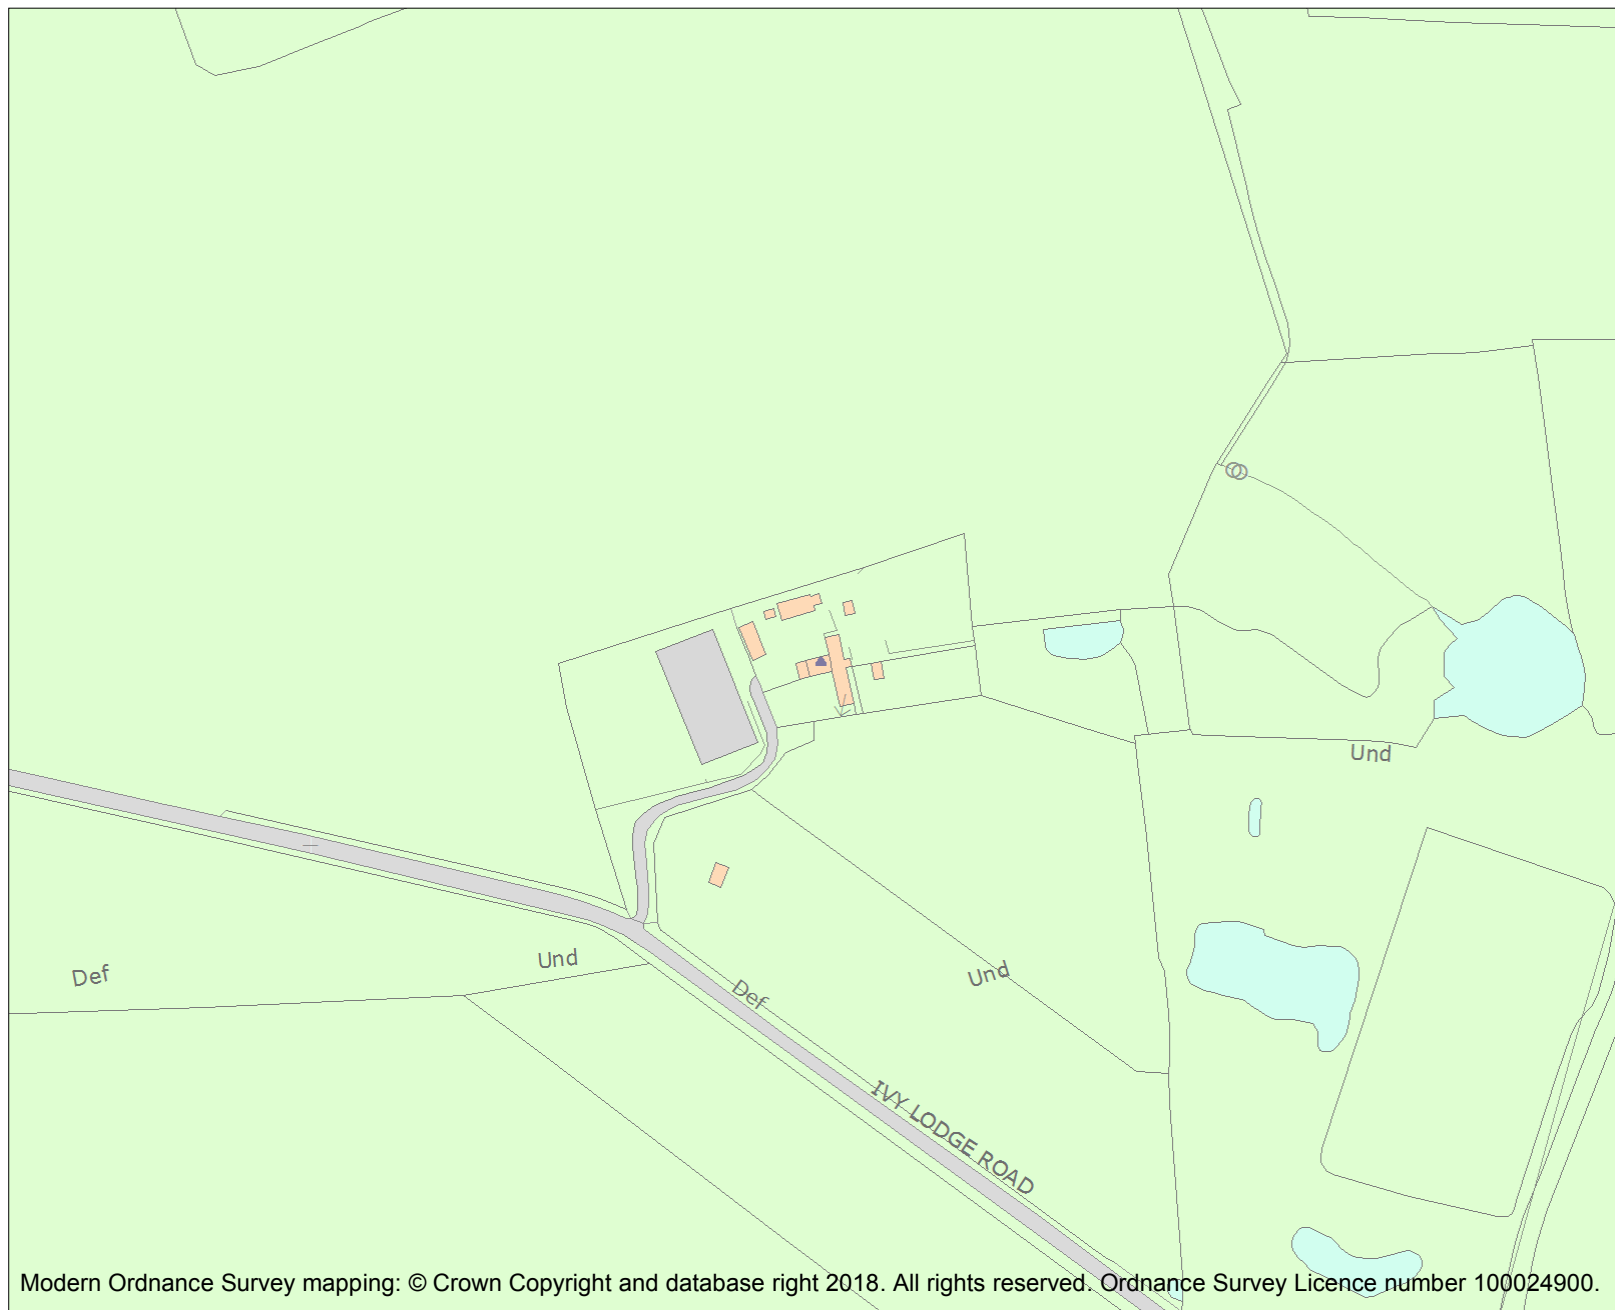 Und
Def
Und
Def
Und
IVY LODGE ROAD
Modern Ordnance Survey mapping: © Crown Copyright and database right 2018. All rights reserved. Ordnance Survey Licence number 100024900.